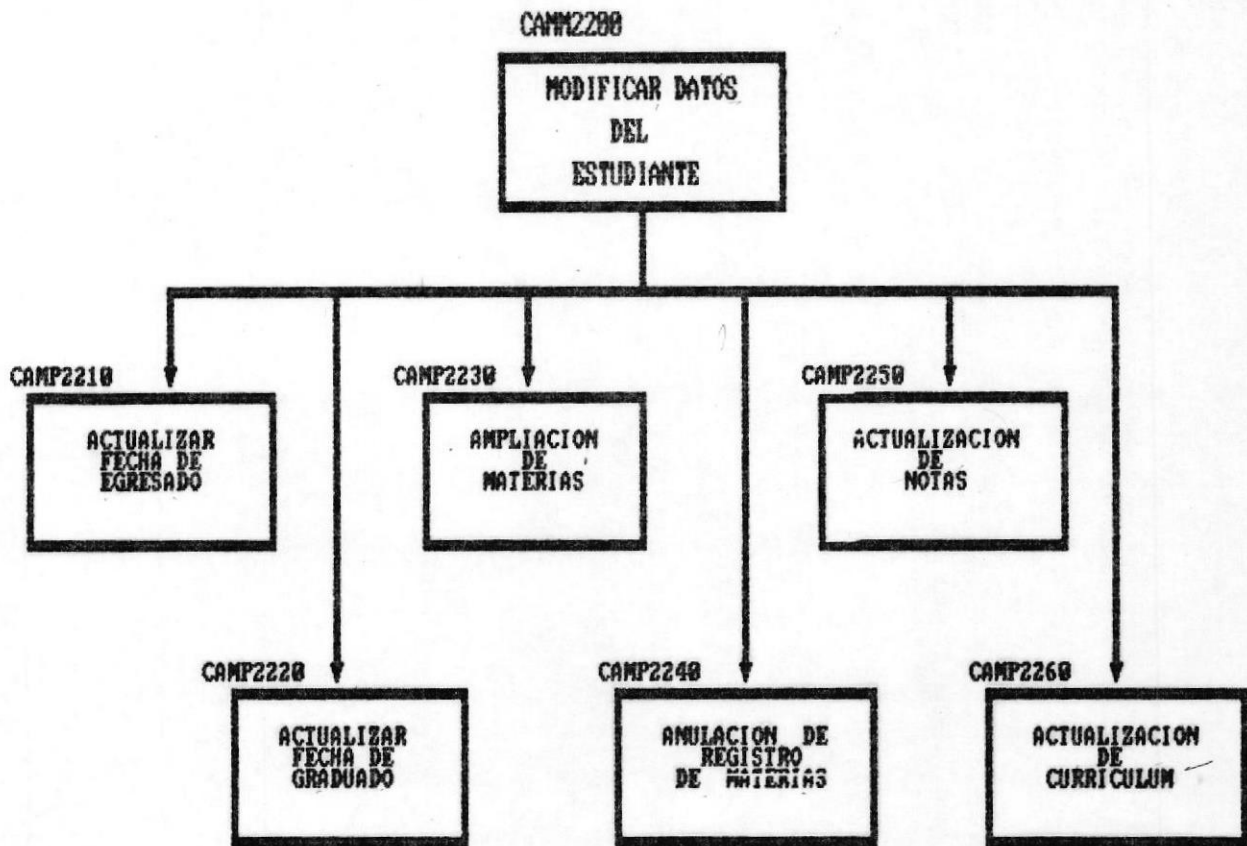 CAMM2200
MODIFICAR DATOS
DEL
ESTUDIANTE
CAMP2210
ACTUALIZAR
FECHA DE
EGRESADO
CAMP2230
AMPLIACION
DE
MATERIAS
CAMP2250
ACTUALIZACION
DE
NOTAS
CAMP2220
ACTUALIZAR
FECHA DE
GRADUADO
CAMP2240
ANULACION DE
REGISTRO
DE MATERIAS
CAMP2260
ACTUALIZACION
DE
CURRICULUM